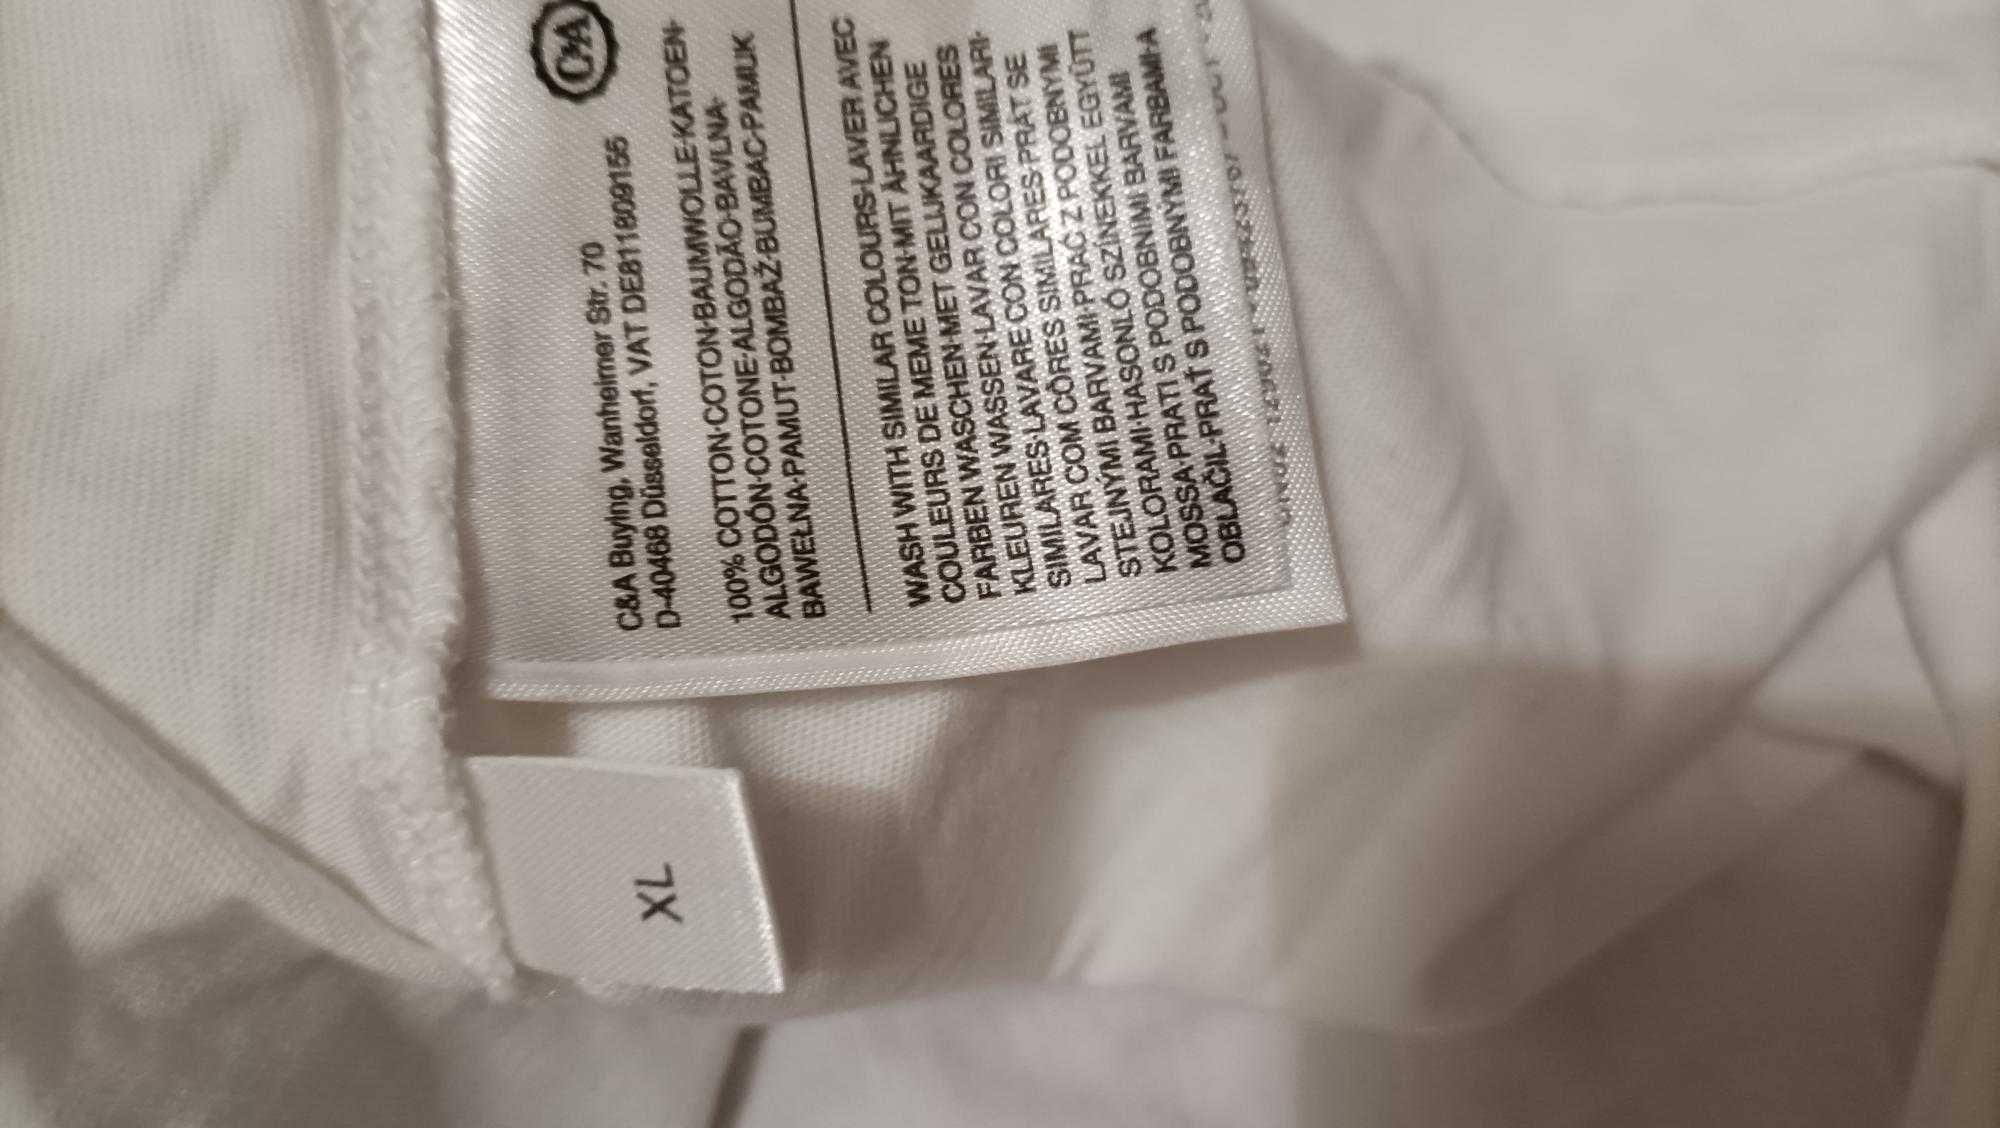 C&A
C&A Buying, Wanheimer Str. 70
D-40468 Düsseldorf, VAT DE811809155
100% COTTON·COTON·BAUMWOLLE·KATOEN·
ALGODÓN·COTONE·ALGODÃO·BAVLNA·
BAWEŁNA·PAMUT·BOMBAŽ·BUMBAC·PAMUK
WASH WITH SIMILAR COLOURS·LAVER AVEC
COULEURS DE MEME TON·MIT ÄHNLICHEN
FARBEN WASCHEN·MET GELIJKAARDIGE
KLEUREN WASSEN·LAVAR CON COLORES
SIMILARES·LAVARE CON COLORI SIMILARI·
LAVAR COM CÔRES SIMILARES·PRÁT SE
STEJNÝMI BARVAMI·PRAĆ Z PODOBNYMI
KOLORAMI·HASONLÓ SZÍNEKKEL EGYÜTT
MOSSA·PRATI S PODOBNIMI BARVAMI
OBLAČIL·PRAŤ S PODOBNÝMI FARBAMI·A
XL